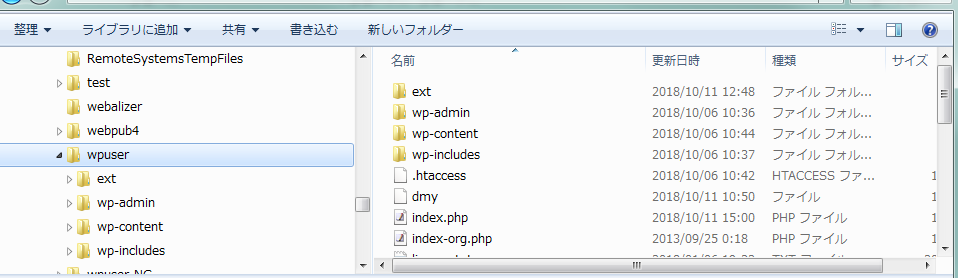 整理 ライブラリに追加 共有 書き込む 新しいフォルダー
RemoteSystemsTempFiles
test
webalizer
webpub4
wpuser
ext
wp-admin
wp-content
wp-includes
名前 更新日時 種類 サイズ
ext 2018/10/11 12:48 ファイル フォル...
wp-admin 2018/10/06 10:36 ファイル フォル...
wp-content 2018/10/06 10:44 ファイル フォル...
wp-includes 2018/10/06 10:37 ファイル フォル...
.htaccess 2018/10/06 10:42 HTACCESS ファ... 1
dmy 2018/10/11 10:50 ファイル 1
index.php 2018/10/11 15:00 PHP ファイル 1
index-org.php 2013/09/25 0:18 PHP ファイル 1